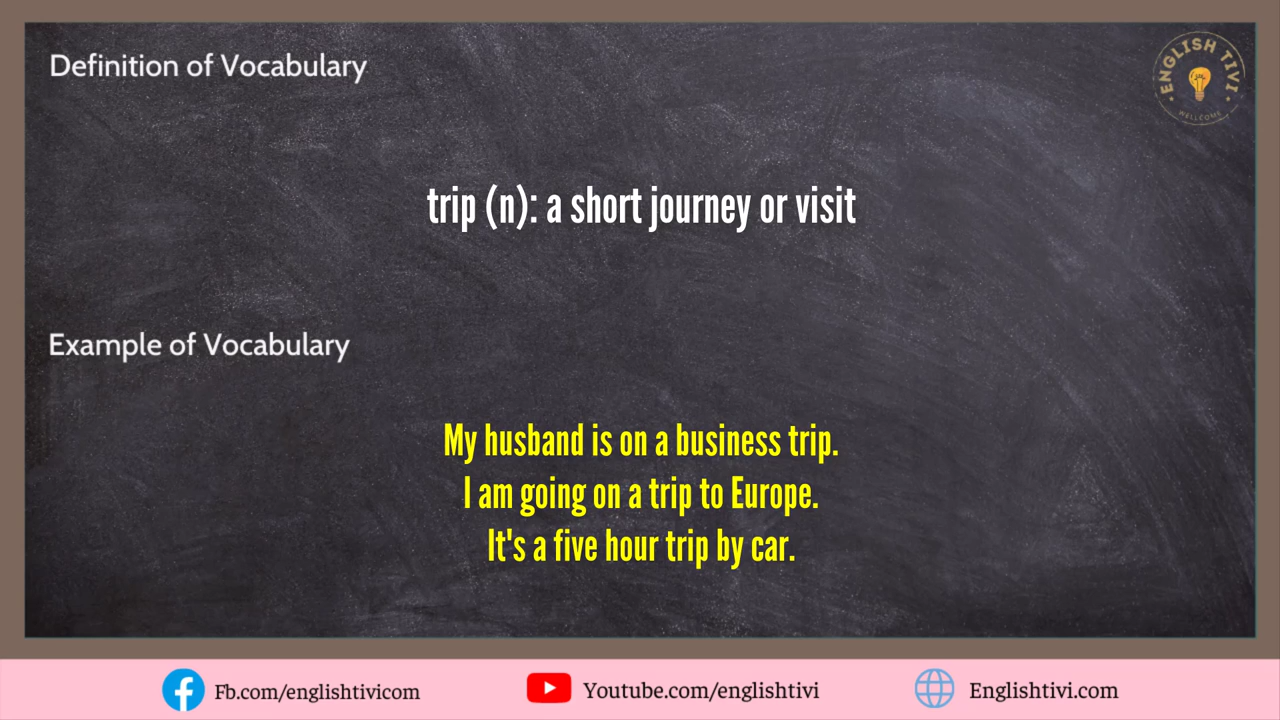 Definition of Vocabulary
ENGLISH TIVI
WELLCOME
trip (n): a short journey or visit
Example of Vocabulary
My husband is on a business trip.
I am going on a trip to Europe.
It's a five hour trip by car.
Fb.com/englishtivicom
Youtube.com/englishtivi
Englishtivi.com